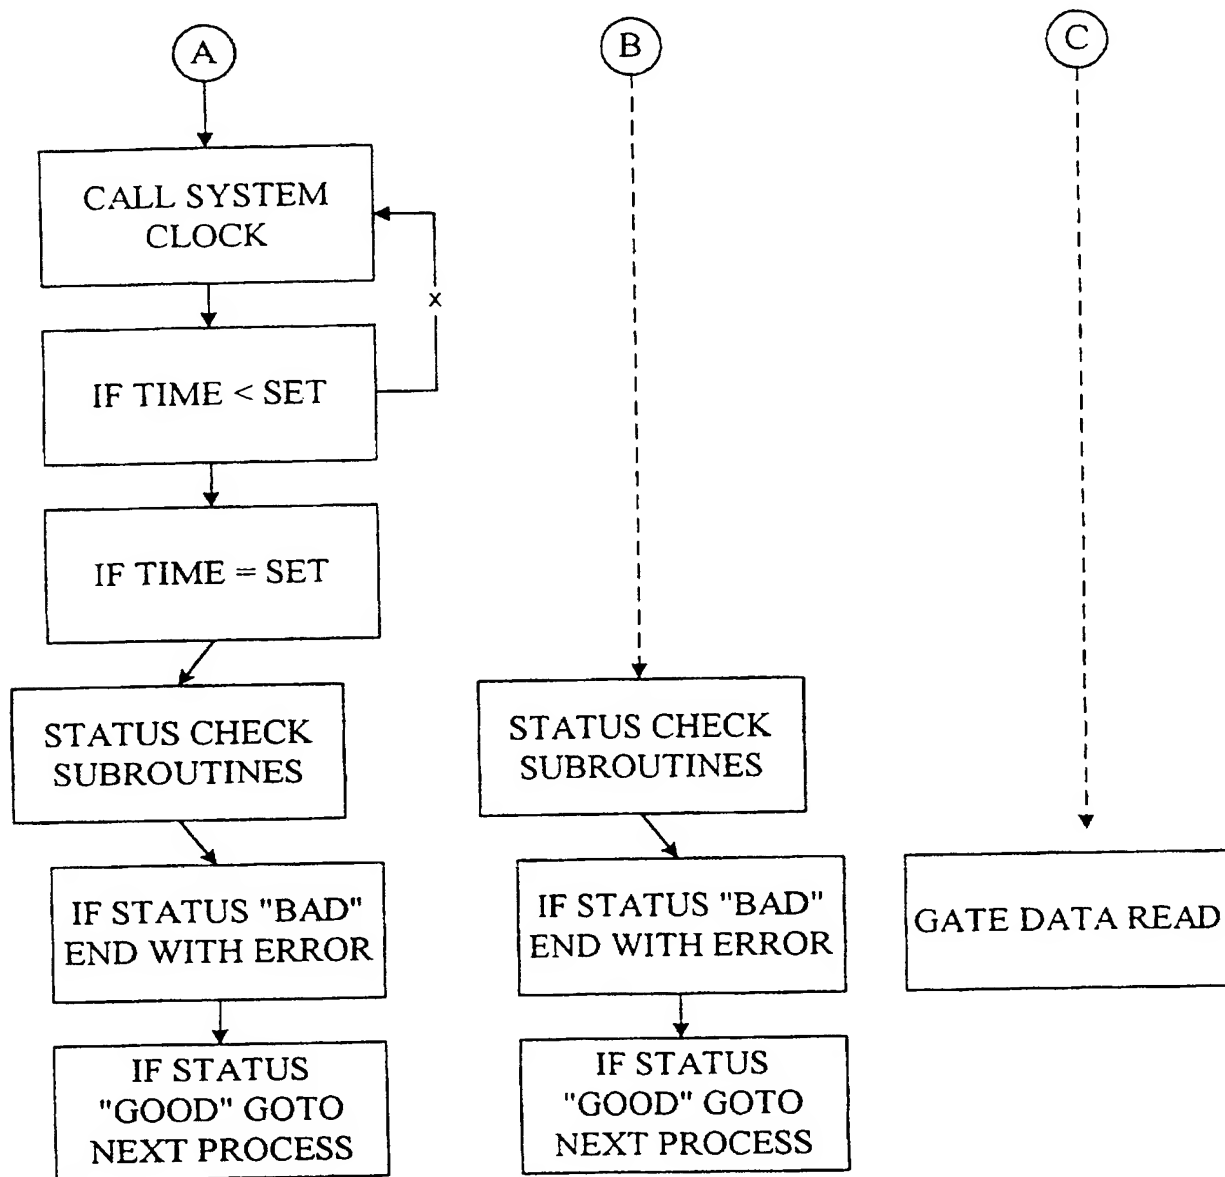 A
B
C
CALL SYSTEM
CLOCK
x
IF TIME < SET
IF TIME = SET
STATUS CHECK
SUBROUTINES
IF STATUS "BAD"
END WITH ERROR
IF STATUS
"GOOD" GOTO
NEXT PROCESS
STATUS CHECK
SUBROUTINES
IF STATUS "BAD"
END WITH ERROR
IF STATUS
"GOOD" GOTO
NEXT PROCESS
GATE DATA READ